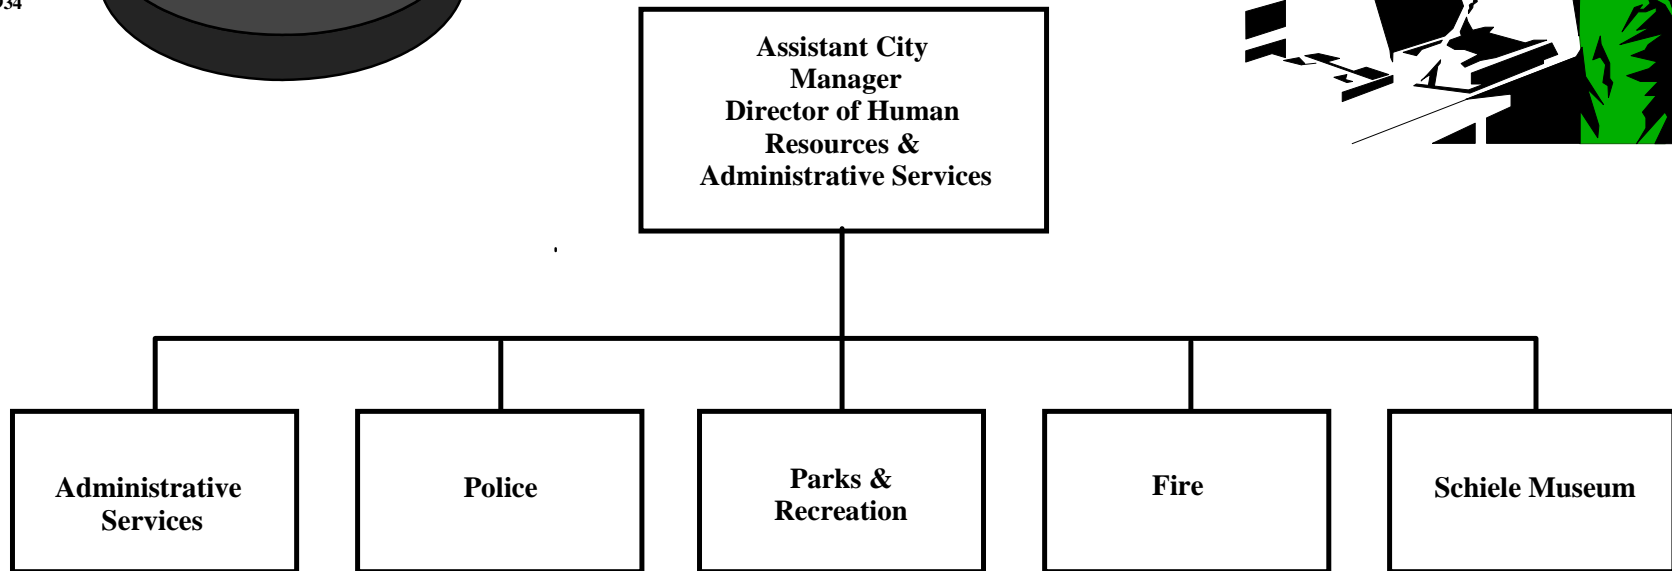 Assistant City
Manager
Director of Human
Resources &
Administrative Services
Administrative
Services
Police
Parks &
Recreation
Fire
Schiele Museum